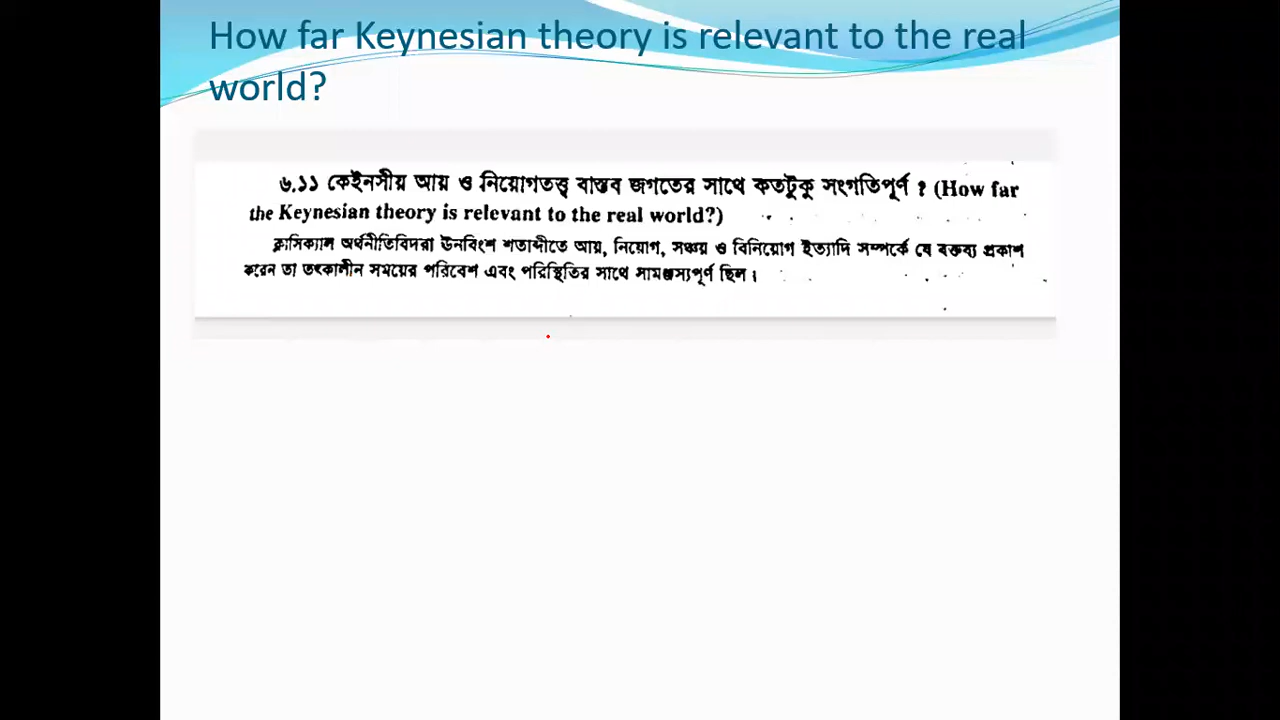 How far Keynesian theory is relevant to the real
world?
৬.১১ কেইনসীয় আয় ও নিয়োগতত্ত্ব বাস্তব জগতের সাথে কতটুকু সংগতিপূর্ণ ? (How far
the Keynesian theory is relevant to the real world?)
ক্লাসিক্যাল অর্থনীতিবিদরা ঊনবিংশ শতাব্দীতে আয়, নিয়োগ, সঞ্চয় ও বিনিয়োগ ইত্যাদি সম্পর্কে যে বক্তব্য প্রকাশ
করেন তা তৎকালীন সময়ের পরিবেশ এবং পরিস্থিতির সাথে সামঞ্জস্যপূর্ণ ছিল।